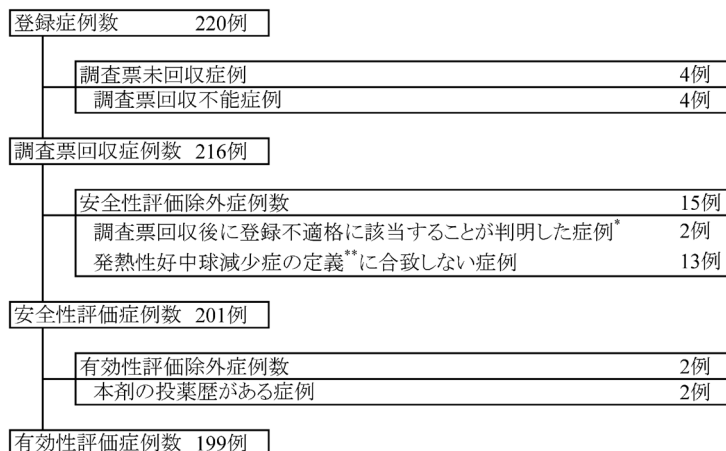 登録症例数 220例
調査票未回収症例 4例
調査票回収不能症例 4例
調査票回収症例数 216例
安全性評価除外症例数 15例
調査票回収後に登録不適格に該当することが判明した症例* 2例
発熱性好中球減少症の定義**に合致しない症例 13例
安全性評価症例数 201例
有効性評価除外症例数 2例
本剤の投薬歴がある症例 2例
有効性評価症例数 199例